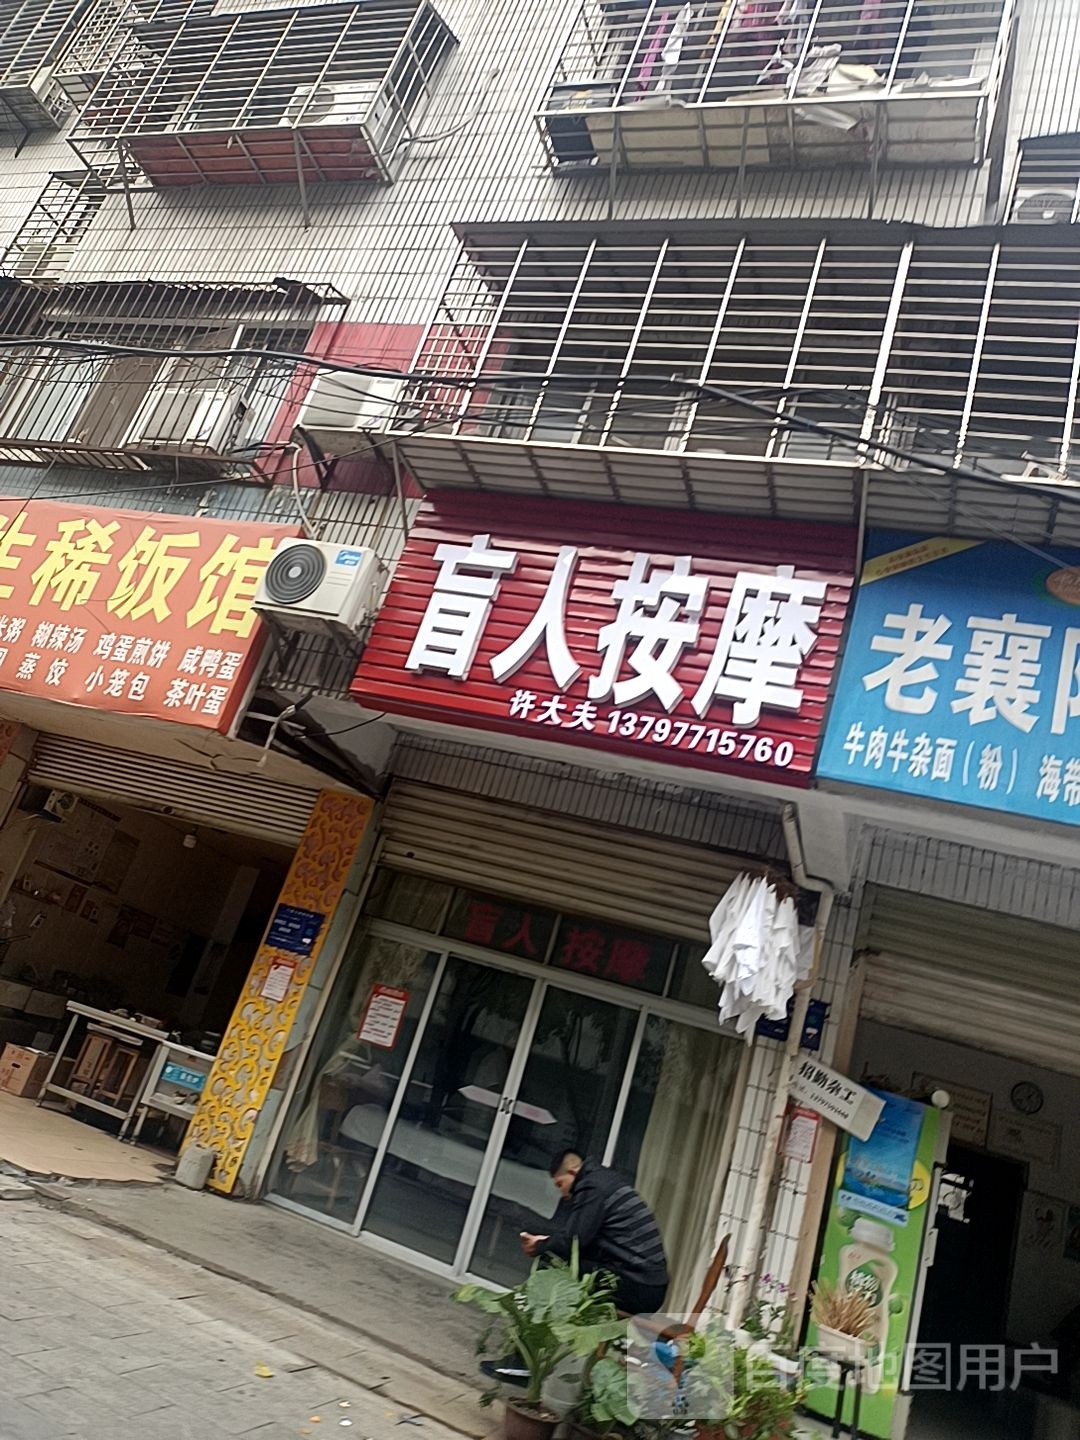 生稀饭馆
米粥 糊辣汤 鸡蛋煎饼 咸鸭蛋
蒸饺 小笼包 茶叶蛋
盲人按摩
许大夫 13797715760
老襄阳
牛肉牛杂面（粉） 海带
盲人按摩
招勤杂工
百度地图用户